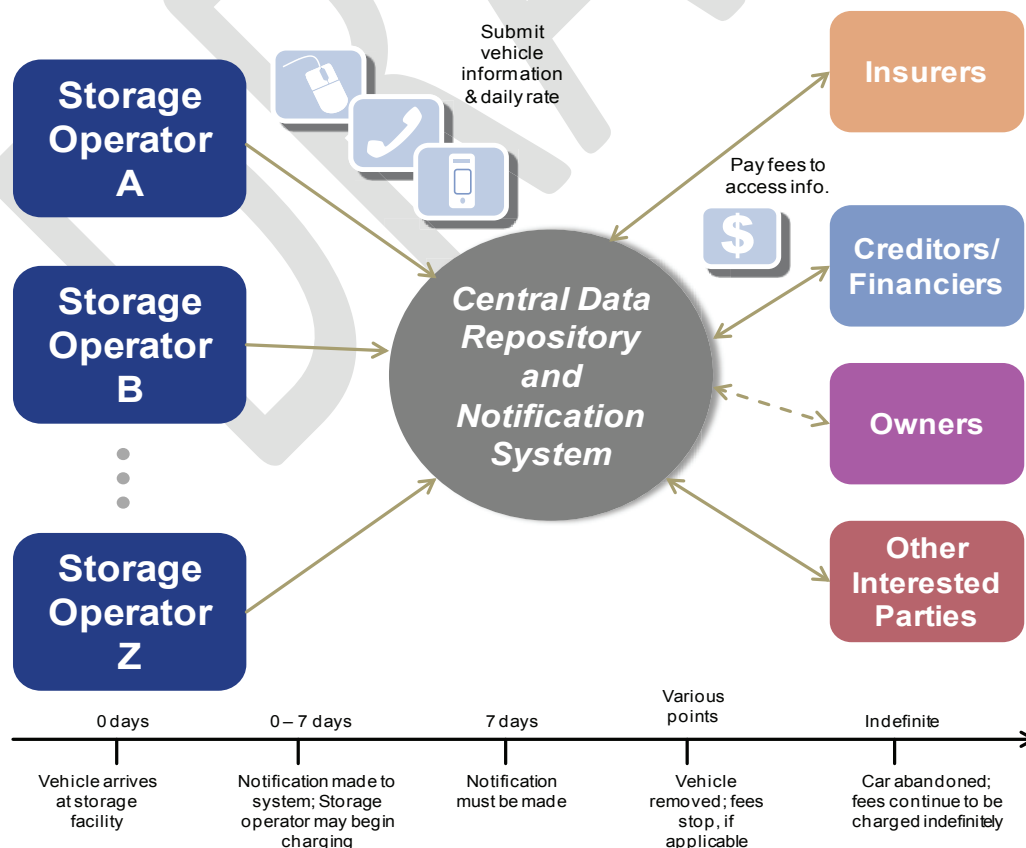 Submit
vehicle
information
& daily rate
Storage
Operator
A
Insurers
Pay fees to
access info.
$
Storage
Operator
B
Central Data
Repository
and
Notification
System
Creditors/
Financiers
Owners
Storage
Operator
Z
Other
Interested
Parties
0 days
0 – 7 days
7 days
Various
points
Indefinite
Vehicle arrives
at storage
facility
Notification made to
system; Storage
operator may begin
charging
Notification
must be made
Vehicle
removed; fees
stop, if
applicable
Car abandoned;
fees continue to be
charged indefinitely